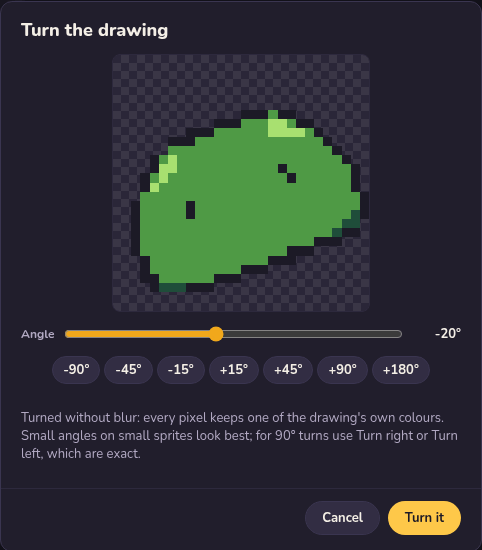 Turn the drawing
Angle
-20°
-90°
-45°
-15°
+15°
+45°
+90°
+180°
Turned without blur: every pixel keeps one of the drawing's own colours.
Small angles on small sprites look best; for 90° turns use Turn right or Turn
left, which are exact.
Cancel
Turn it